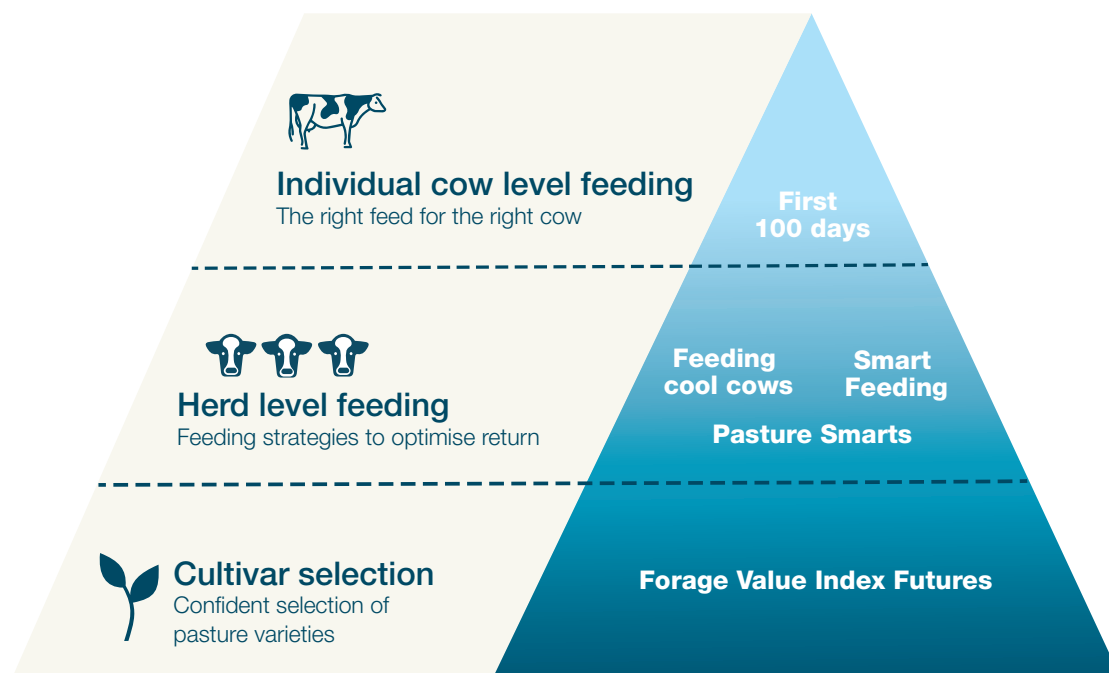 Individual cow level feeding
The right feed for the right cow
First
100 days
Herd level feeding
Feeding strategies to optimise return
Feeding
cool cows
Smart
Feeding
Pasture Smarts
Cultivar selection
Confident selection of
pasture varieties
Forage Value Index Futures